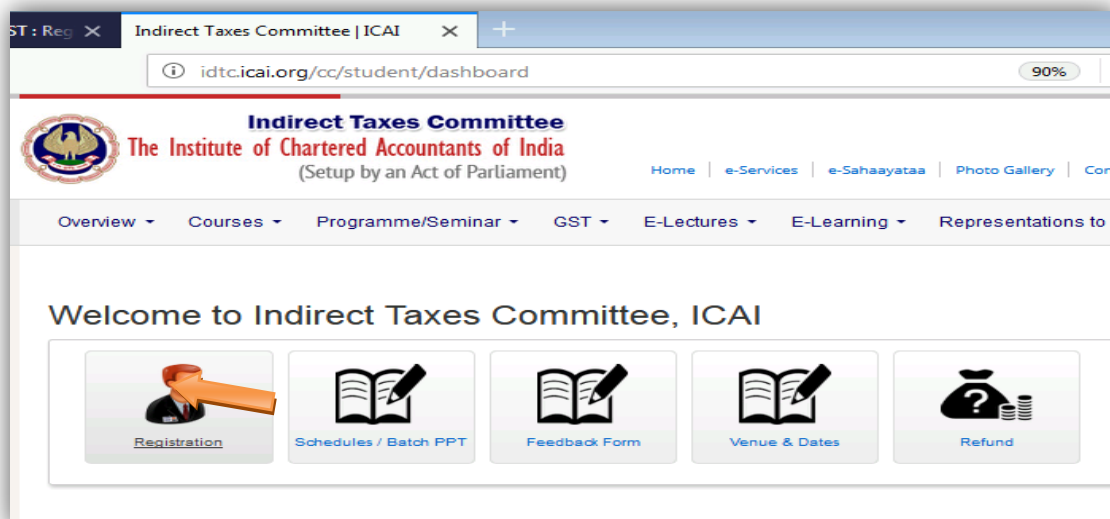 ST : Reg
Indirect Taxes Committee | ICAI
idtc.icai.org/cc/student/dashboard 90%
Indirect Taxes Committee
The Institute of Chartered Accountants of India
(Setup by an Act of Parliament)
Home | e-Services | e-Sahaayataa | Photo Gallery | Con
Overview Courses Programme/Seminar GST E-Lectures E-Learning Representations to
Welcome to Indirect Taxes Committee, ICAI
Registration Schedules / Batch PPT Feedback Form Venue & Dates Refund